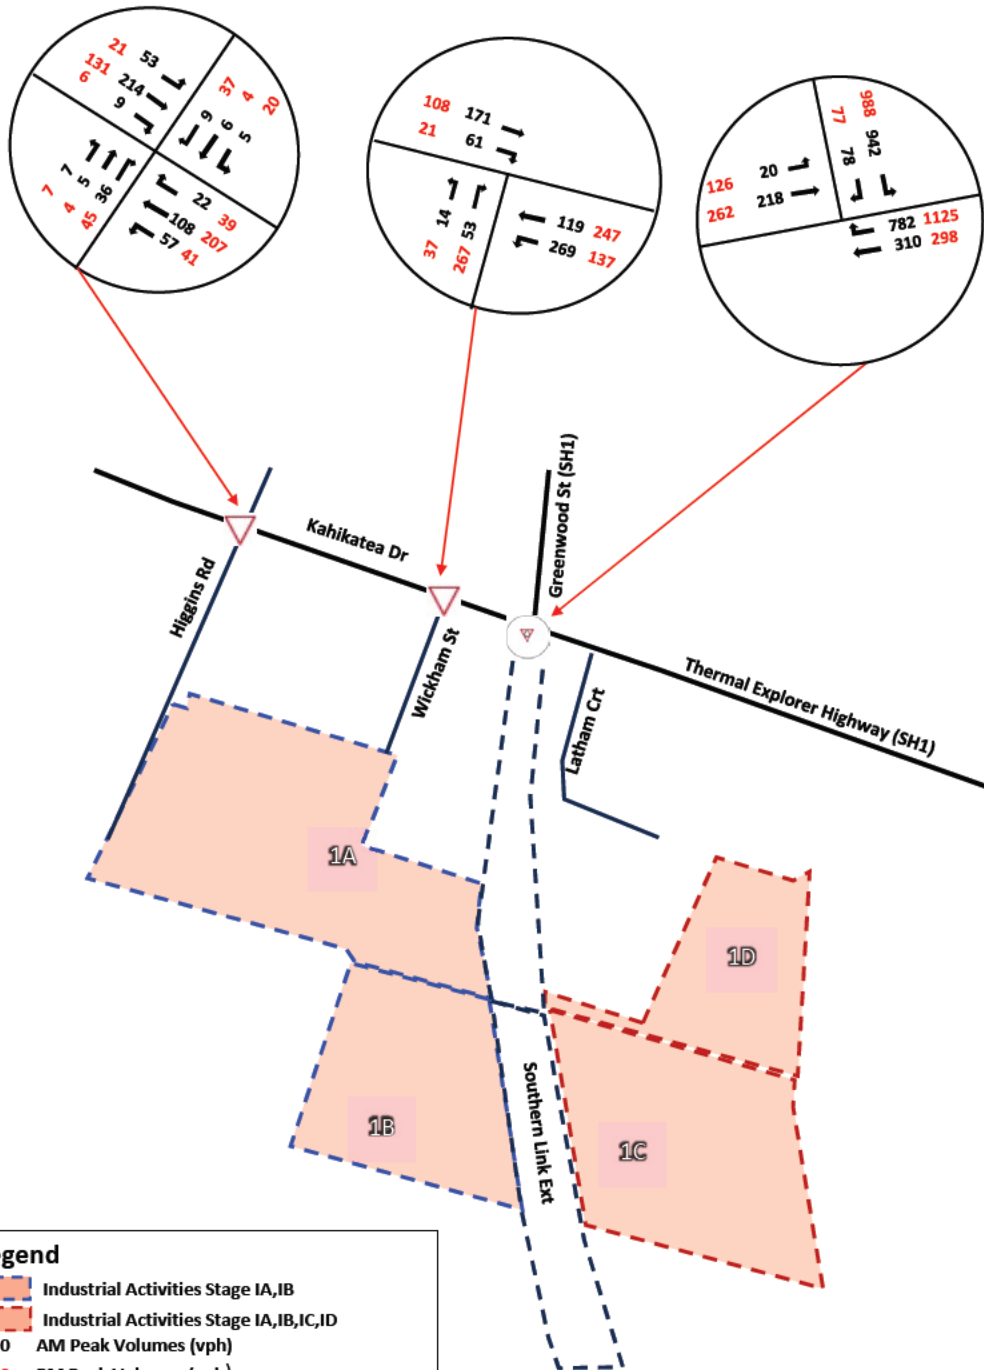 21 53
131 214
6 9
37 4 20
9 6 5
7 5 36
7 4 45
22 39
108 207
57 41
108 171
21 61
14 53
37 267
119 247
269 137
988 942
77 78
126 20
262 218
782 1125
310 298
Greenwood St (SH1)
Kahikatea Dr
Higgins Rd
Wickham St
Thermal Explorer Highway (SH1)
Latham Crt
1A
1D
1B
1C
Southern Link Ext
egend
Industrial Activities Stage IA,IB
Industrial Activities Stage IA,IB,IC,ID
0 AM Peak Volumes (vph)